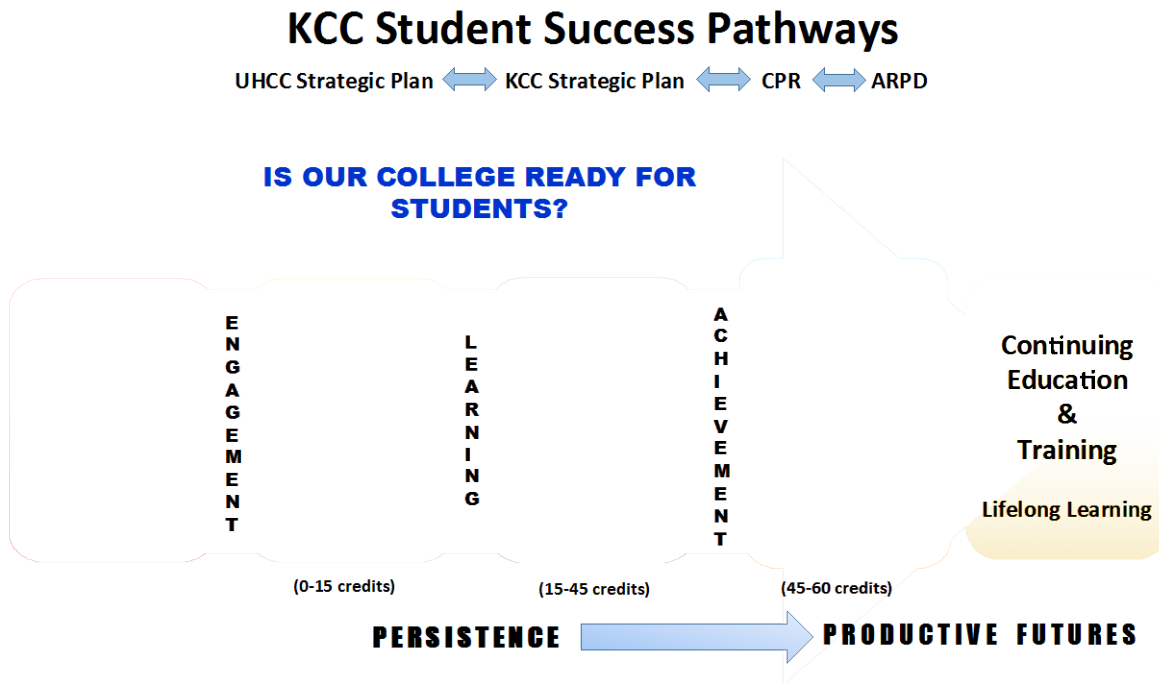 KCC Student Success Pathways
UHCC Strategic Plan KCC Strategic Plan CPR ARPD
IS OUR COLLEGE READY FOR
STUDENTS?
ENGAGEMENT
LEARNING
ACHIEVEMENT
Continuing
Education
&
Training
Lifelong Learning
(0-15 credits)
(15-45 credits)
(45-60 credits)
PERSISTENCE
PRODUCTIVE FUTURES